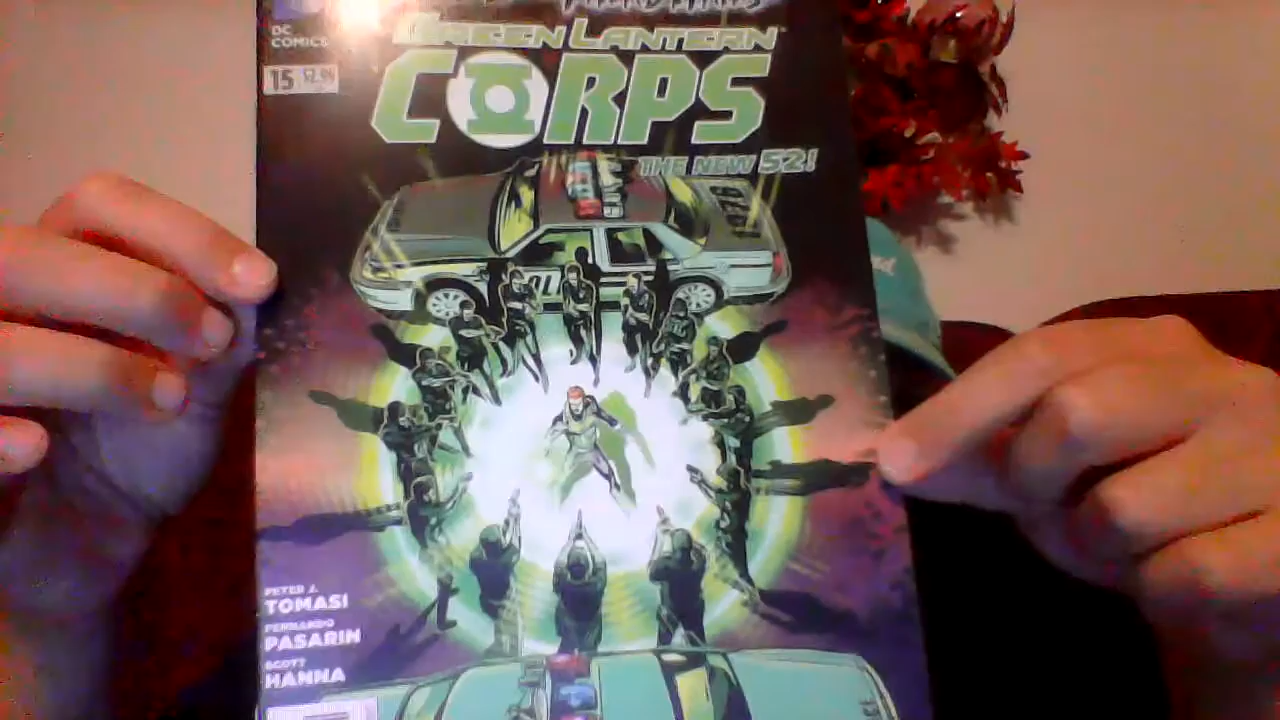 DC
COMICS
15 $2.99
GREEN LANTERN
CORPS
THE NEW 52!
PETER J.
TOMASI
FERNANDO
PASARIN
SCOTT
HANNA